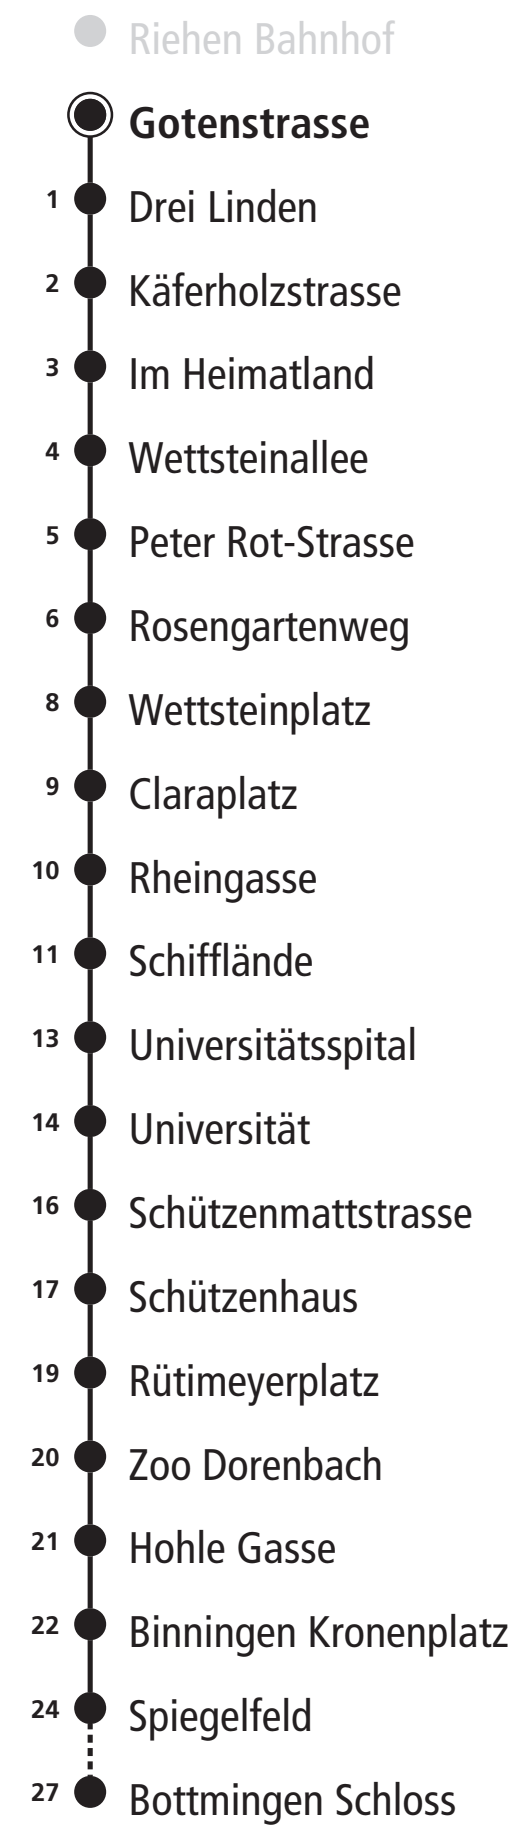 Riehen Bahnhof
Gotenstrasse
1 Drei Linden
2 Käferholzstrasse
3 Im Heimatland
4 Wettsteinallee
5 Peter Rot-Strasse
6 Rosengartenweg
8 Wettsteinplatz
9 Claraplatz
10 Rheingasse
11 Schifflände
13 Universitätsspital
14 Universität
16 Schützenmattstrasse
17 Schützenhaus
19 Rütimeyerplatz
20 Zoo Dorenbach
21 Hohle Gasse
22 Binningen Kronenplatz
24 Spiegelfeld
27 Bottmingen Schloss